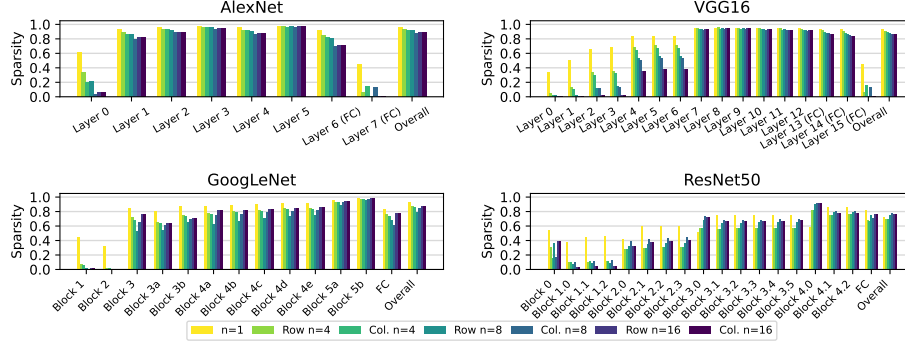 AlexNet
Sparsity
1.0
0.8
0.6
0.4
0.2
0.0
Layer 0
Layer 1
Layer 2
Layer 3
Layer 4
Layer 5
Layer 6 (FC)
Layer 7 (FC)
Overall
VGG16
Sparsity
1.0
0.8
0.6
0.4
0.2
0.0
Layer 4
Layer 1
Layer 2
Layer 3
Layer 4
Layer 5
Layer 6
Layer 7
Layer 8
Layer 9
Layer 10
Layer 11
Layer 12
Layer 13 (FC)
Layer 14 (FC)
Layer 15 (FC)
Overall
GoogLeNet
Sparsity
1.0
0.8
0.6
0.4
0.2
0.0
Block 1
Block 2
Block 3
Block 3a
Block 3b
Block 4a
Block 4b
Block 4c
Block 4d
Block 4e
Block 5a
Block 5b
FC
Overall
ResNet50
Sparsity
1.0
0.8
0.6
0.4
0.2
0.0
Block 0
Block 1.0
Block 1.1
Block 1.2
Block 2.0
Block 2.1
Block 2.2
Block 2.3
Block 3.0
Block 3.1
Block 3.2
Block 3.3
Block 3.4
Block 3.5
Block 4.0
Block 4.1
Block 4.2
FC
Overall
n=1
Row n=4
Col. n=4
Row n=8
Col. n=8
Row n=16
Col. n=16